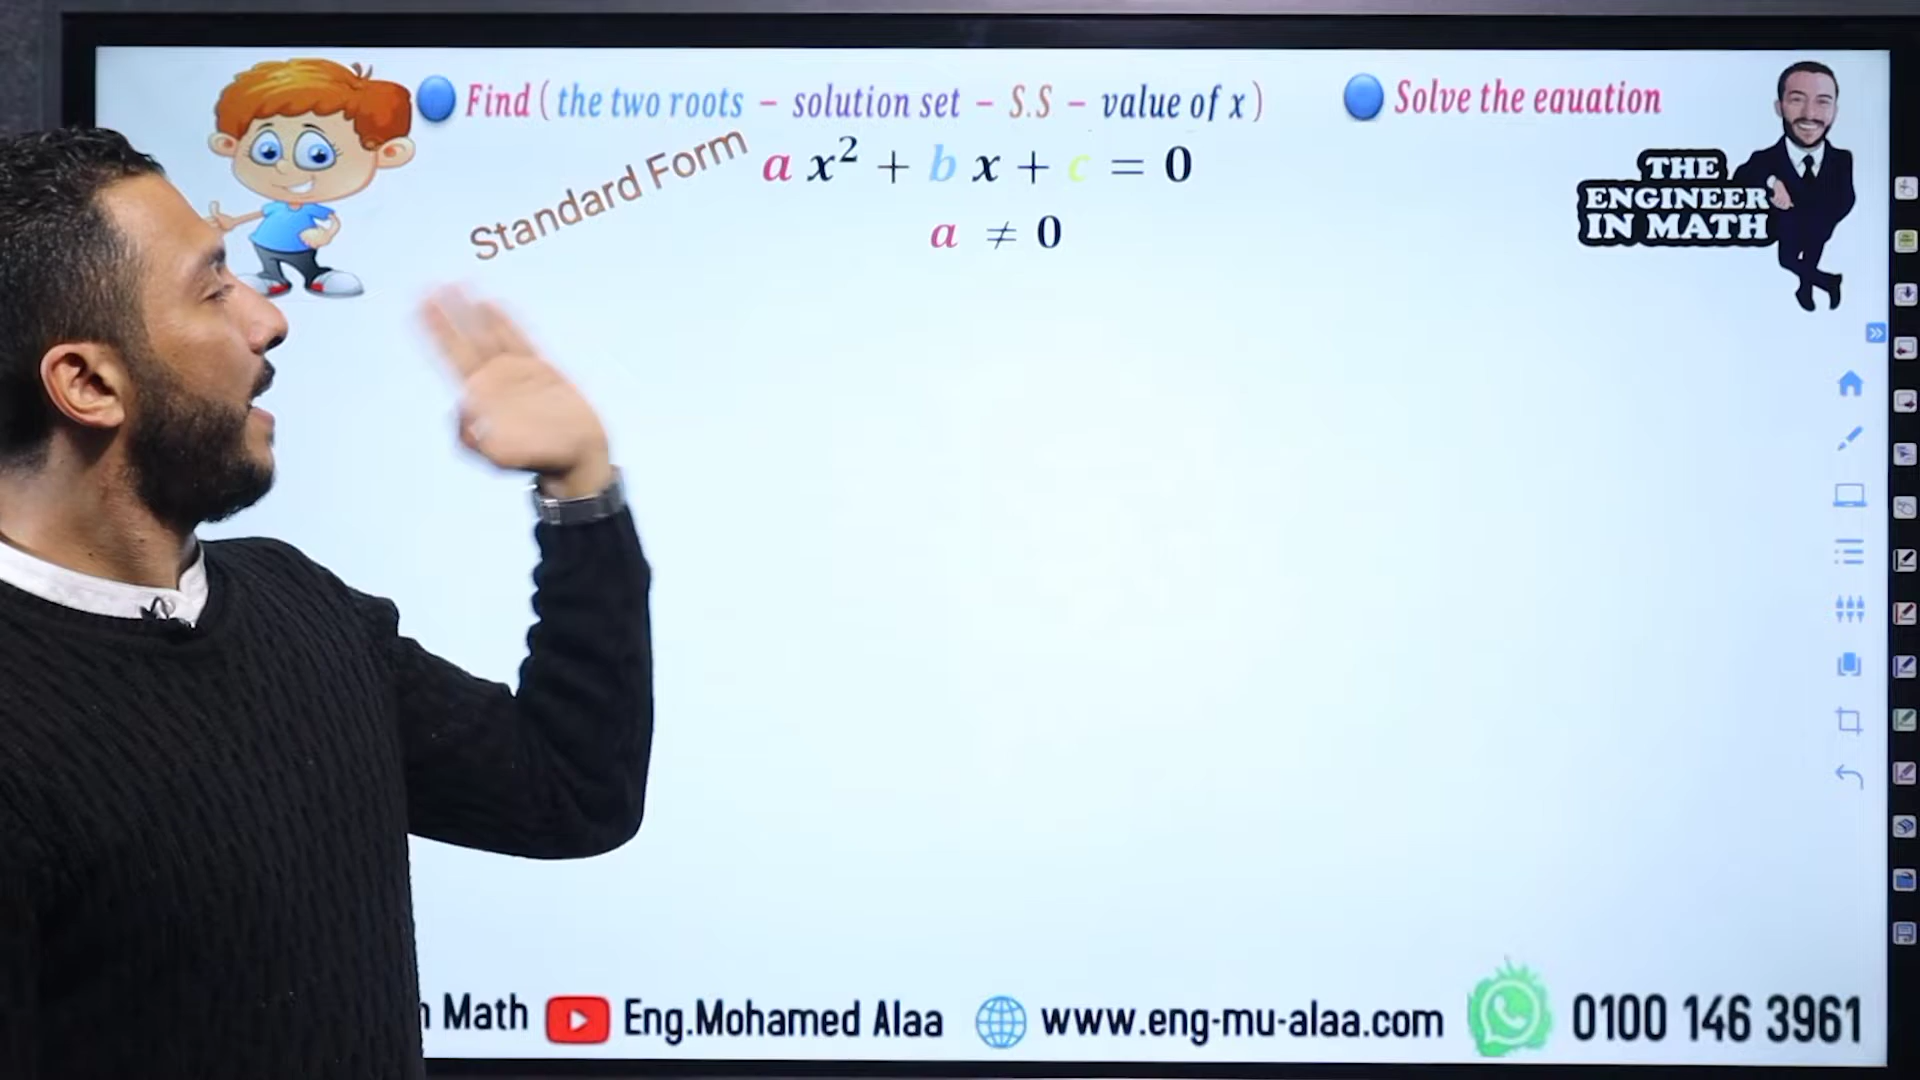 Find ( the two roots – solution set – S.S – value of x )
Solve the eauation
Standard Form
a x² + b x + c = 0
a ≠ 0
THE
ENGINEER
IN MATH
Math
Eng.Mohamed Alaa
www.eng-mu-alaa.com
0100 146 3961